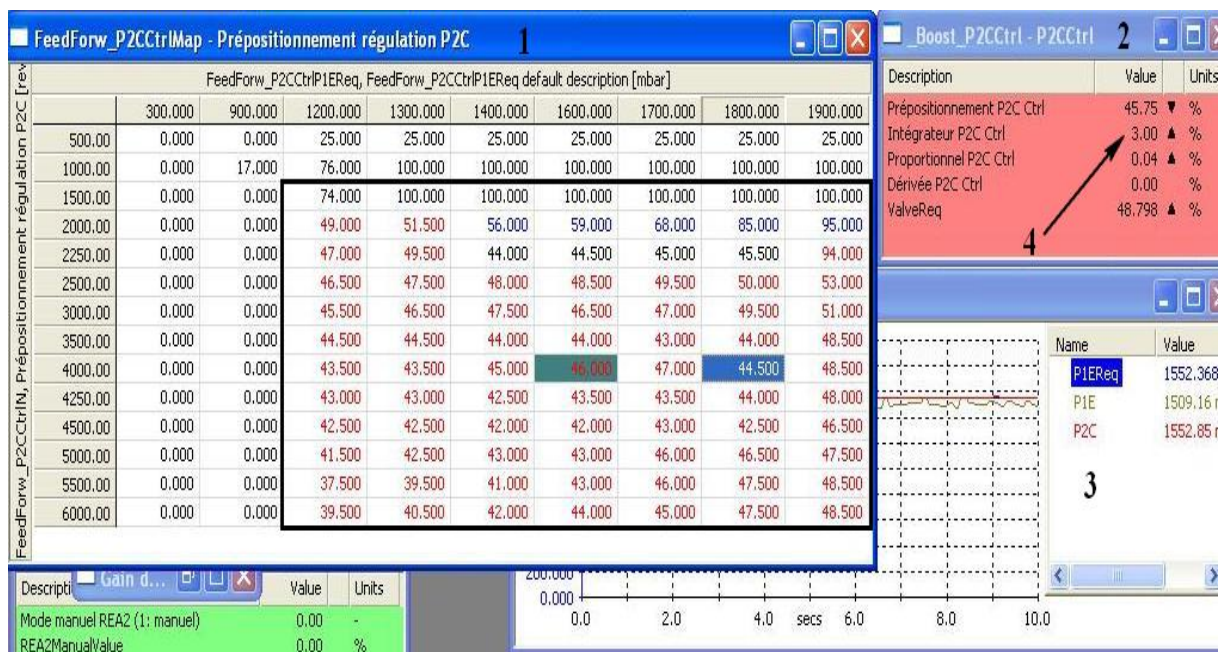 FeedForw_P2CCtrlMap - Prépositionnement régulation P2C 1
FeedForw_P2CCtrlN, Prépositionnement régulation P2C [rev
FeedForw_P2CCtrlP1EReq, FeedForw_P2CCtrlP1EReq default description [mbar]
300.000 900.000 1200.000 1300.000 1400.000 1600.000 1700.000 1800.000 1900.000
500.00 0.000 0.000 25.000 25.000 25.000 25.000 25.000 25.000 25.000
1000.00 0.000 17.000 76.000 100.000 100.000 100.000 100.000 100.000 100.000
1500.00 0.000 0.000 74.000 100.000 100.000 100.000 100.000 100.000 100.000
2000.00 0.000 0.000 49.000 51.500 56.000 59.000 68.000 85.000 95.000
2250.00 0.000 0.000 47.000 49.500 44.000 44.500 45.000 45.500 94.000
2500.00 0.000 0.000 46.500 47.500 48.000 48.500 49.500 50.000 53.000
3000.00 0.000 0.000 45.500 46.500 47.500 46.500 47.000 49.500 51.000
3500.00 0.000 0.000 44.500 44.500 44.000 44.000 43.000 44.000 48.500
4000.00 0.000 0.000 43.500 43.500 45.000 46.000 47.000 44.500 48.500
4250.00 0.000 0.000 43.000 43.000 42.500 43.500 43.500 44.000 48.000
4500.00 0.000 0.000 42.500 42.500 42.000 42.000 43.000 42.500 46.500
5000.00 0.000 0.000 41.500 42.500 43.000 43.000 46.000 46.500 47.500
5500.00 0.000 0.000 37.500 39.500 41.000 43.000 46.000 47.500 48.500
6000.00 0.000 0.000 39.500 40.500 42.000 44.000 45.000 47.500 48.500
_Boost_P2CCtrl - P2CCtrl 2
Description Value Units
Prépositionnement P2C Ctrl 45.75 ▼ %
Intégrateur P2C Ctrl 3.00 ▲ %
Proportionnel P2C Ctrl 0.04 ▲ %
Dérivée P2C Ctrl 0.00 %
ValveReq 48.798 ▲ %
4
Name Value
P1EReq 1552.368
P1E 1509.16 r
P2C 1552.85 r
3
200.000
0.000
0.0 2.0 4.0 secs 6.0 8.0 10.0
Gain d...
Descripti Value Units
Mode manuel REA2 (1: manuel) 0.00 -
REA2ManualValue 0.00 %